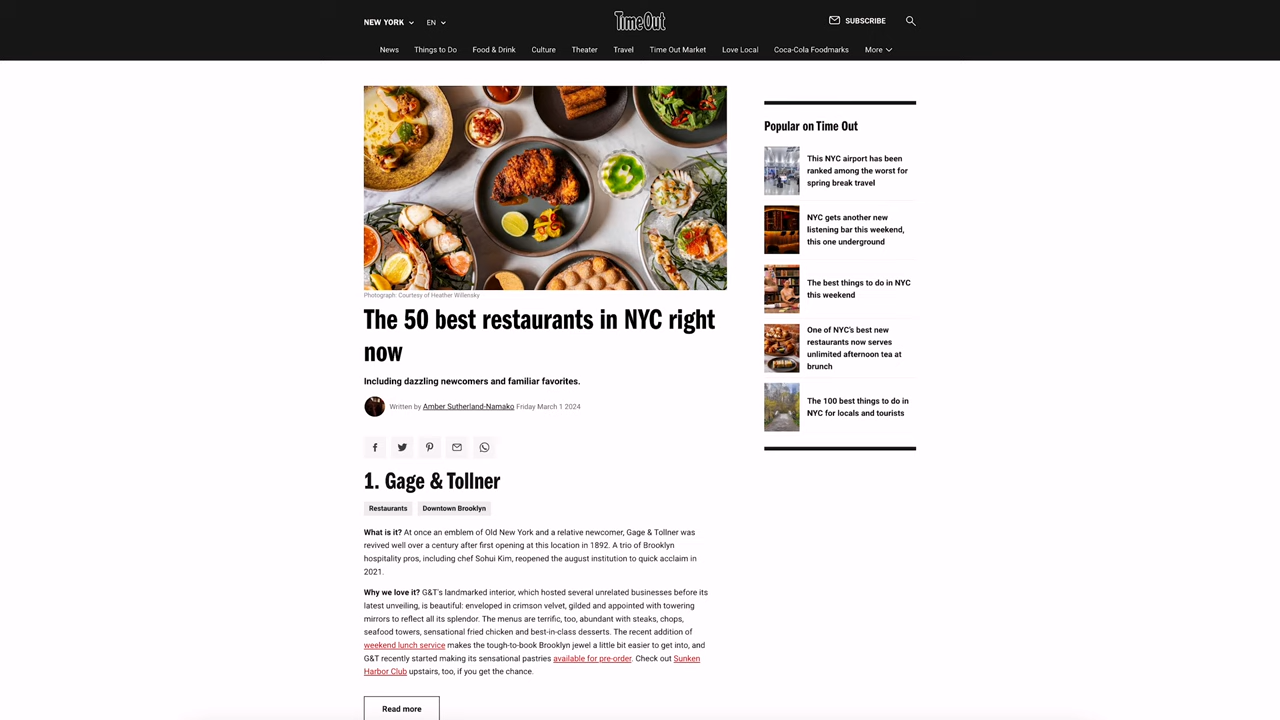 NEW YORK
EN
TimeOut
SUBSCRIBE
News
Things to Do
Food & Drink
Culture
Theater
Travel
Time Out Market
Love Local
Coca-Cola Foodmarks
More
Photograph: Courtesy of Heather Willensky
The 50 best restaurants in NYC right
now
Including dazzling newcomers and familiar favorites.
Written by Amber Sutherland-Namako Friday March 1 2024
1. Gage & Tollner
Restaurants
Downtown Brooklyn
What is it? At once an emblem of Old New York and a relative newcomer, Gage & Tollner was
revived well over a century after first opening at this location in 1892. A trio of Brooklyn
hospitality pros, including chef Sohui Kim, reopened the august institution to quick acclaim in
2021.
Why we love it? G&T's landmarked interior, which hosted several unrelated businesses before its
latest unveiling, is beautiful: enveloped in crimson velvet, gilded and appointed with towering
mirrors to reflect all its splendor. The menus are terrific, too, abundant with steaks, chops,
seafood towers, sensational fried chicken and best-in-class desserts. The recent addition of
weekend lunch service makes the tough-to-book Brooklyn jewel a little bit easier to get into, and
G&T recently started making its sensational pastries available for pre-order. Check out Sunken
Harbor Club upstairs, too, if you get the chance.
Read more
Popular on Time Out
This NYC airport has been
ranked among the worst for
spring break travel
NYC gets another new
listening bar this weekend,
this one underground
The best things to do in NYC
this weekend
One of NYC's best new
restaurants now serves
unlimited afternoon tea at
brunch
The 100 best things to do in
NYC for locals and tourists